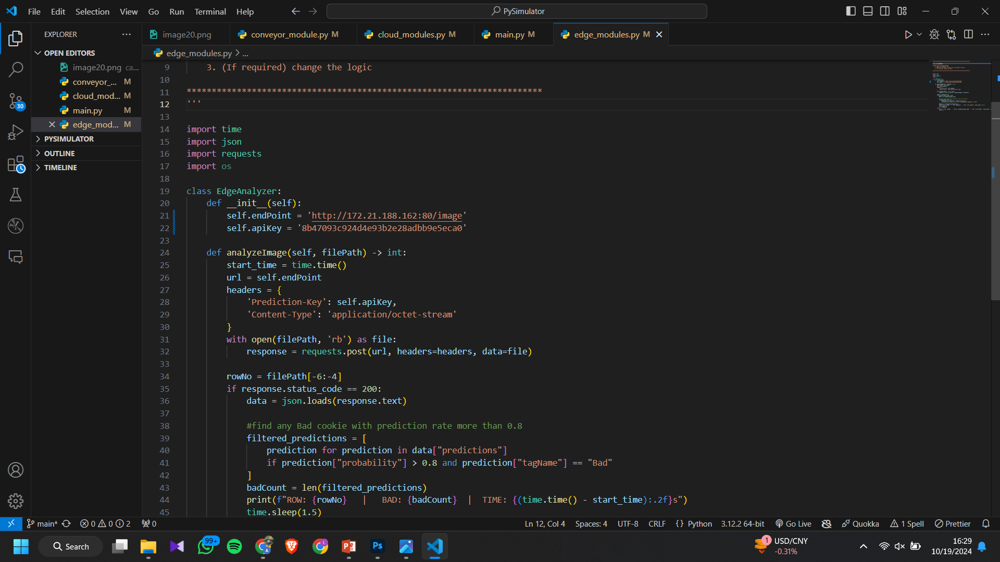 File Edit Selection View Go Run Terminal Help PySimulator
EXPLORER
OPEN EDITORS
image20.png ca...
conveyor_... M
cloud_mod... M
main.py M
edge_mod... M
PYSIMULATOR
OUTLINE
TIMELINE
30
image20.png conveyor_module.py M cloud_modules.py M main.py M edge_modules.py M
edge_modules.py > ...
9 3. (If required) change the logic
10
11 ***********************************************************************
12 '''
13
14 import time
15 import json
16 import requests
17 import os
18
19 class EdgeAnalyzer:
20 def __init__(self):
21 self.endPoint = 'http://172.21.188.162:80/image'
22 self.apiKey = '8b47093c924d4e93b2e28adbb9e5eca0'
23
24 def analyzeImage(self, filePath) -> int:
25 start_time = time.time()
26 url = self.endPoint
27 headers = {
28 'Prediction-Key': self.apiKey,
29 'Content-Type': 'application/octet-stream'
30 }
31 with open(filePath, 'rb') as file:
32 response = requests.post(url, headers=headers, data=file)
33
34 rowNo = filePath[-6:-4]
35 if response.status_code == 200:
36 data = json.loads(response.text)
37
38 #find any Bad cookie with prediction rate more than 0.8
39 filtered_predictions = [
40 prediction for prediction in data["predictions"]
41 if prediction["probability"] > 0.8 and prediction["tagName"] == "Bad"
42 ]
43 badCount = len(filtered_predictions)
44 print(f"ROW: {rowNo} | BAD: {badCount} | TIME: {(time.time() - start_time):.2f}s")
45 time.sleep(1.5)
main* 0 0 2 0 Ln 12, Col 4 Spaces: 4 UTF-8 CRLF {} Python 3.12.2 64-bit Go Live Quokka 1 Spell Prettier
Search 99+ L P Ps 1 USD/CNY 16:29
-0.31% 10/19/2024